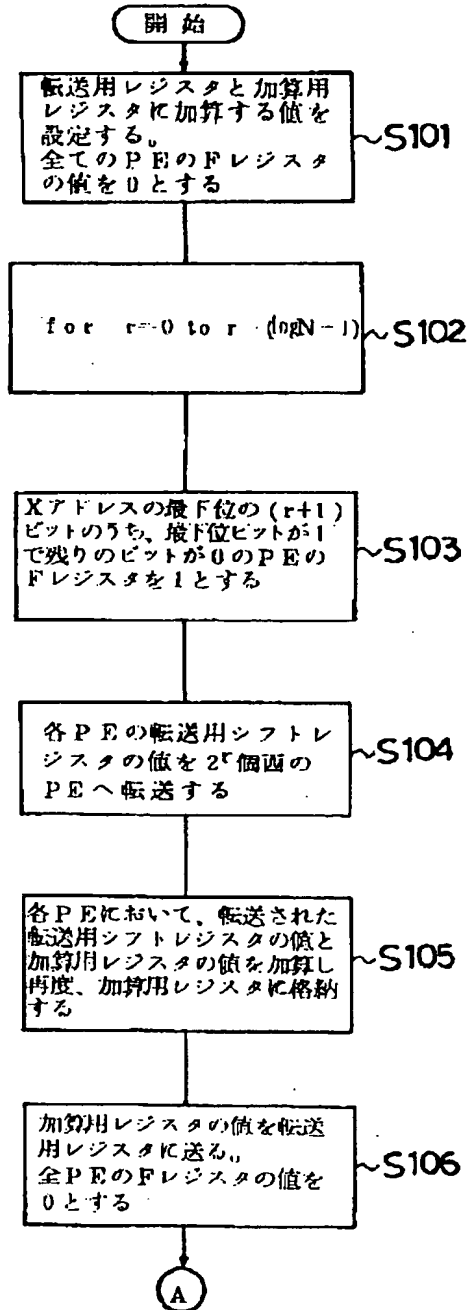 開始
転送用レジスタと加算用
レジスタに加算する値を
設定する。
全てのPEのFレジスタ
の値を0とする
~S101
for r=0 to r (logN-1)
~S102
Xアドレスの最下位の(r+1)
ビットのうち、最下位ビットが1
で残りのビットが0のPEの
Fレジスタを1とする
~S103
各PEの転送用シフトレ
ジスタの値を2^r個西の
PEへ転送する
~S104
各PEにおいて、転送された
転送用シフトレジスタの値と
加算用レジスタの値を加算し
再度、加算用レジスタに格納
する
~S105
加算用レジスタの値を転送
用レジスタに送る。
全PEのFレジスタの値を
0とする
~S106
A